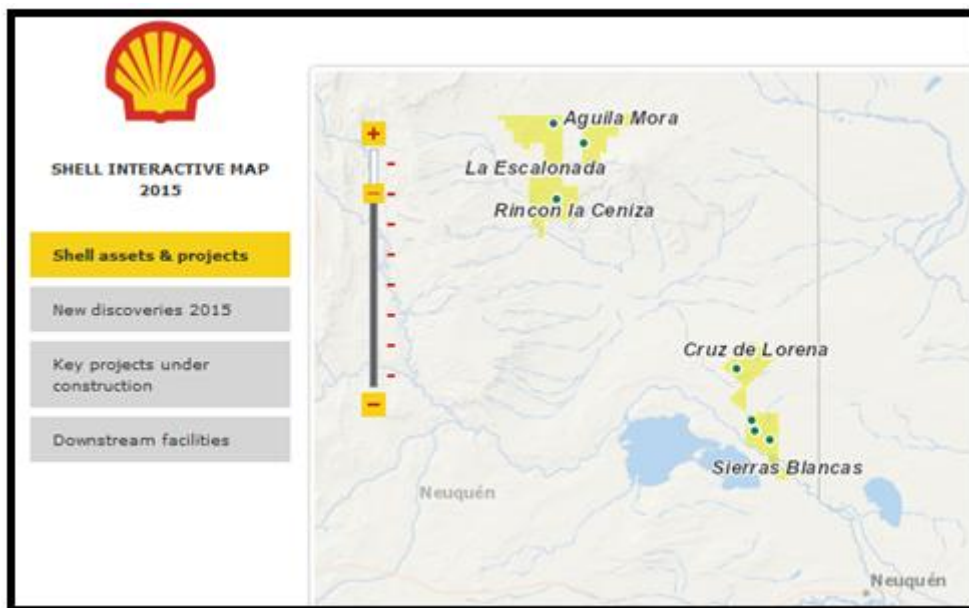 SHELL INTERACTIVE MAP
2015
Shell assets & projects
New discoveries 2015
Key projects under
construction
Downstream facilities
+
−
−
Aguila Mora
La Escalonada
Rincon la Ceniza
Cruz de Lorena
Sierras Blancas
Neuquén
Neuquén